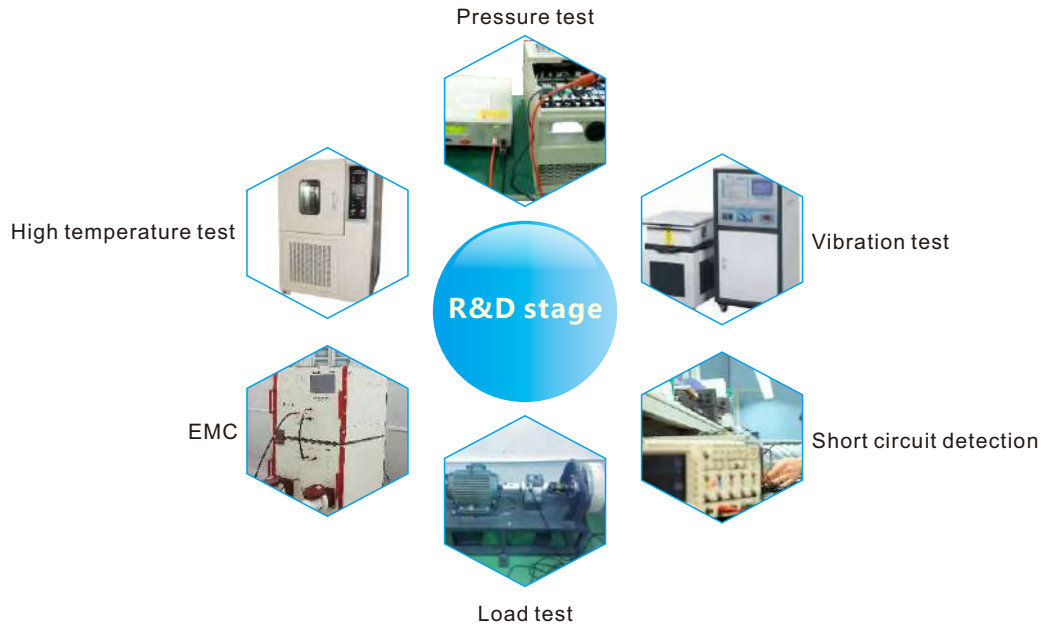 Pressure test
High temperature test
Vibration test
R&D stage
EMC
Short circuit detection
Load test